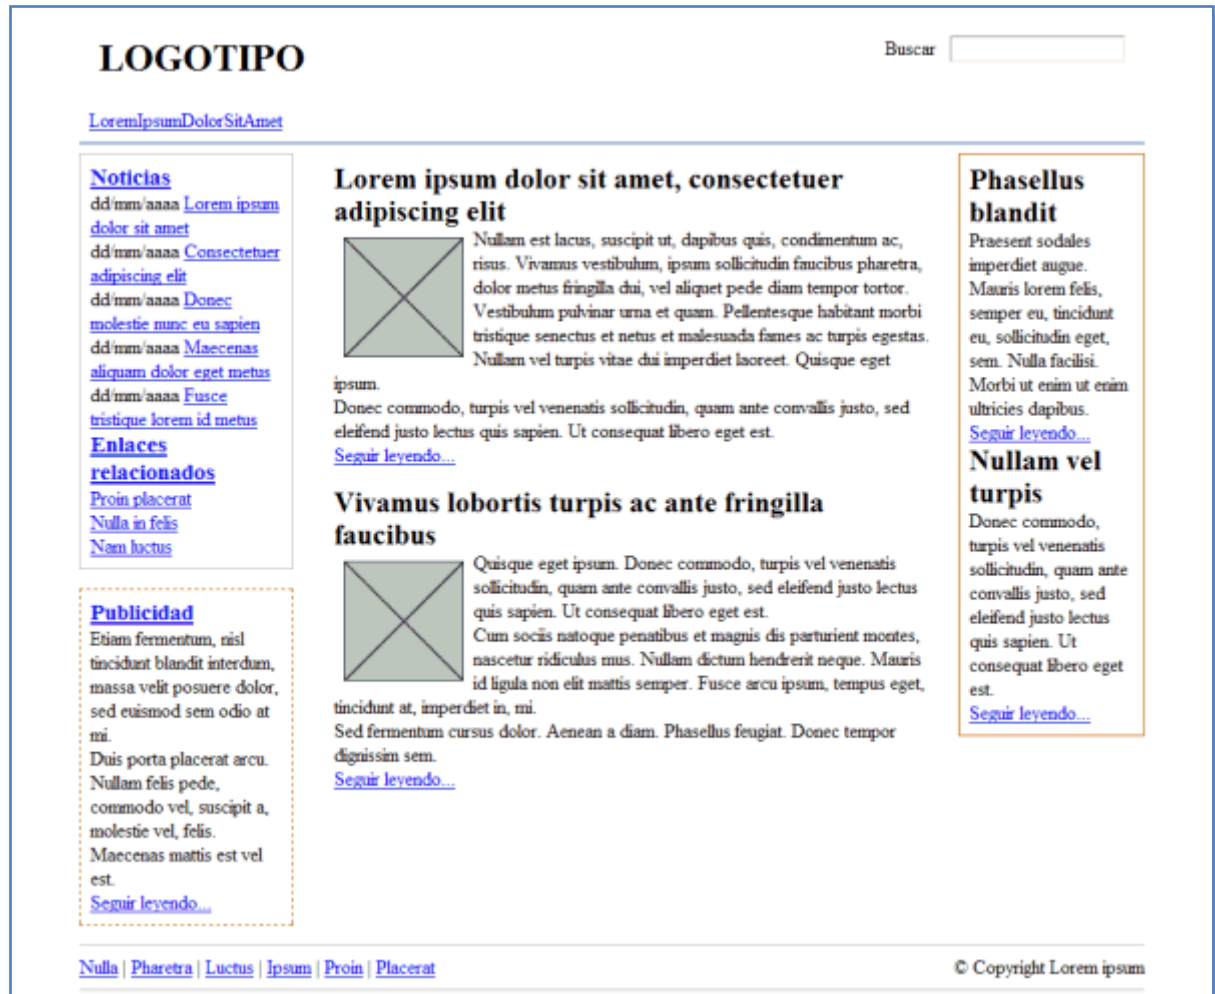 LOGOTIPO
Buscar
LoremIpsumDolorSitAmet
Noticias
dd/mm/aaaa Lorem ipsum
dolor sit amet
dd/mm/aaaa Consectetuer
adipiscing elit
dd/mm/aaaa Donec
molestie nunc eu sapien
dd/mm/aaaa Maecenas
aliquam dolor eget metus
dd/mm/aaaa Fusce
tristique lorem id metus
Enlaces
relacionados
Proin placerat
Nulla in felis
Nam luctus
Publicidad
Etiam fermentum, nisl
tincidunt blandit interdum,
massa velit posuere dolor,
sed euismod sem odio at
mi.
Duis porta placerat arcu.
Nullam felis pede,
commodo vel, suscipit a,
molestie vel, felis.
Maecenas mattis est vel
est.
Seguir leyendo...
Lorem ipsum dolor sit amet, consectetuer
adipiscing elit
Nullam est lacus, suscipit ut, dapibus quis, condimentum ac,
risus. Vivamus vestibulum, ipsum sollicitudin faucibus pharetra,
dolor metus fringilla dui, vel aliquet pede diam tempor tortor.
Vestibulum pulvinar urna et quam. Pellentesque habitant morbi
tristique senectus et netus et malesuada fames ac turpis egestas.
Nullam vel turpis vitae dui imperdiet laoreet. Quisque eget
ipsum.
Donec commodo, turpis vel venenatis sollicitudin, quam ante convallis justo, sed
eleifend justo lectus quis sapien. Ut consequat libero eget est.
Seguir leyendo...
Vivamus lobortis turpis ac ante fringilla
faucibus
Quisque eget ipsum. Donec commodo, turpis vel venenatis
sollicitudin, quam ante convallis justo, sed eleifend justo lectus
quis sapien. Ut consequat libero eget est.
Cum sociis natoque penatibus et magnis dis parturient montes,
nascetur ridiculus mus. Nullam dictum hendrerit neque. Mauris
id ligula non elit mattis semper. Fusce arcu ipsum, tempus eget,
tincidunt at, imperdiet in, mi.
Sed fermentum cursus dolor. Aenean a diam. Phasellus feugiat. Donec tempor
dignissim sem.
Seguir leyendo...
Phasellus
blandit
Praesent sodales
imperdiet augue.
Mauris lorem felis,
semper eu, tincidunt
eu, sollicitudin eget,
sem. Nulla facilisi.
Morbi ut enim ut enim
ultricies dapibus.
Seguir leyendo...
Nullam vel
turpis
Donec commodo,
turpis vel venenatis
sollicitudin, quam ante
convallis justo, sed
eleifend justo lectus
quis sapien. Ut
consequat libero eget
est.
Seguir leyendo...
Nulla | Pharetra | Luctus | Ipsum | Proin | Placerat
© Copyright Lorem ipsum